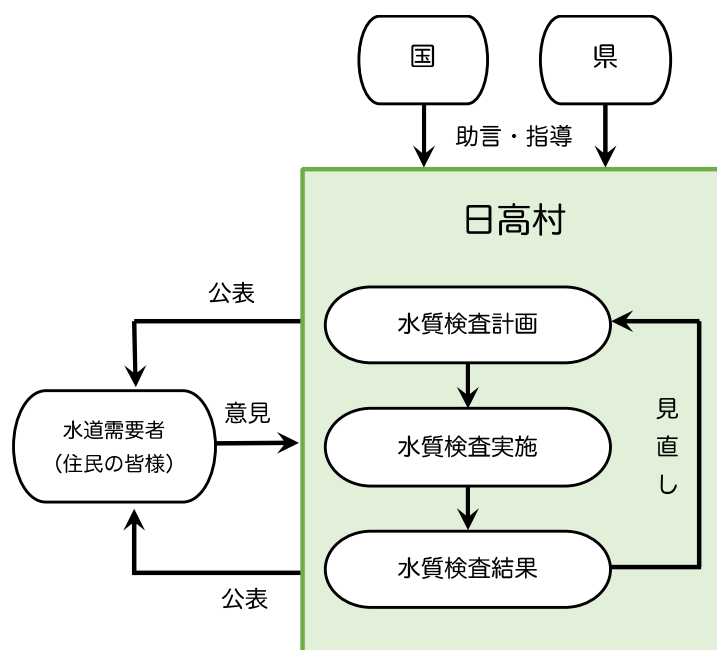 国
県
助言・指導
日高村
公表
水質検査計画
意見
見直し
水道需要者
（住民の皆様）
水質検査実施
水質検査結果
公表